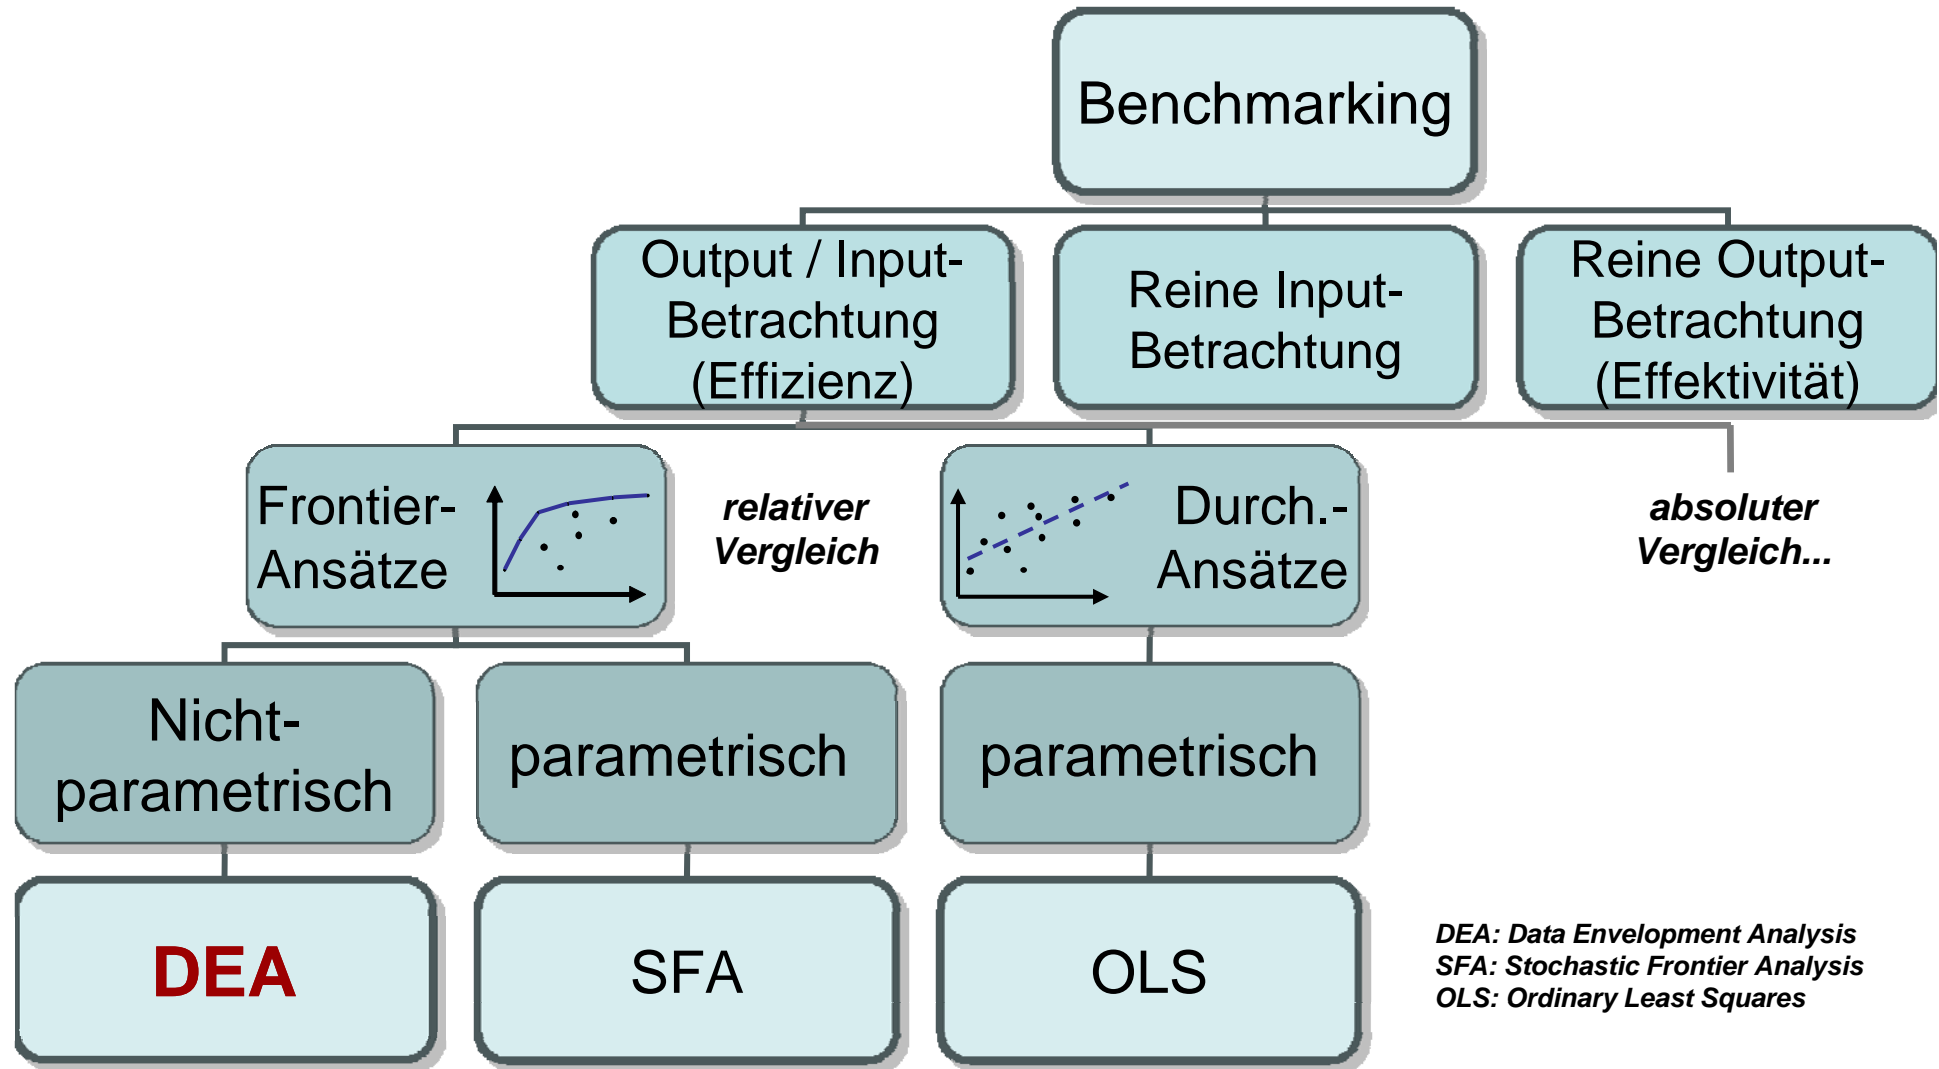 Benchmarking
Output / Input-
Betrachtung
(Effizienz)
Reine Input-
Betrachtung
Reine Output-
Betrachtung
(Effektivität)
Frontier-
Ansätze
relativer
Vergleich
Durch.-
Ansätze
absoluter
Vergleich...
Nicht-
parametrisch
parametrisch
parametrisch
DEA
SFA
OLS
DEA: Data Envelopment Analysis
SFA: Stochastic Frontier Analysis
OLS: Ordinary Least Squares